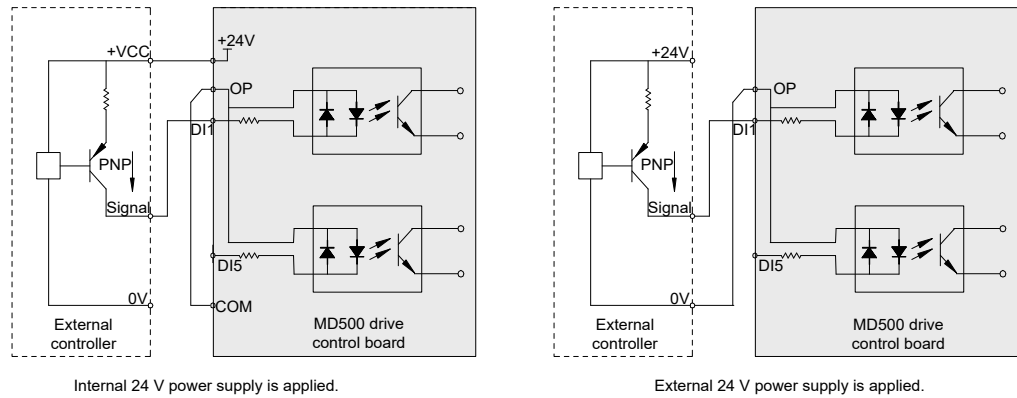 +VCC
+24V
OP
DI1
PNP
Signal
DI5
0V
COM
External
controller
MD500 drive
control board
Internal 24 V power supply is applied.
+24V
OP
DI1
PNP
Signal
DI5
0V
External
controller
MD500 drive
control board
External 24 V power supply is applied.